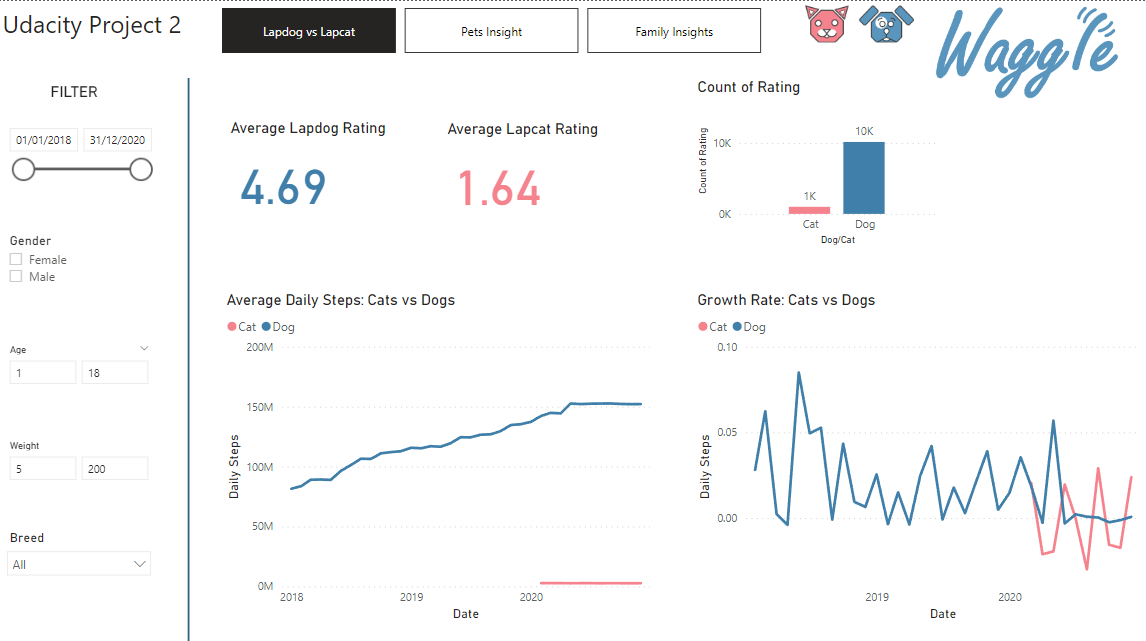 Udacity Project 2
Lapdog vs Lapcat
Pets Insight
Family Insights
Waggle
FILTER
01/01/2018
31/12/2020
Gender
Female
Male
Age
1
18
Weight
5
200
Breed
All
Average Lapdog Rating
4.69
Average Lapcat Rating
1.64
Count of Rating
Count of Rating
10K
0K
1K
10K
Cat
Dog
Dog/Cat
Average Daily Steps: Cats vs Dogs
Cat Dog
Daily Steps
200M
150M
100M
50M
0M
2018
2019
2020
Date
Growth Rate: Cats vs Dogs
Cat Dog
Daily Steps
0.10
0.05
0.00
2019
2020
Date